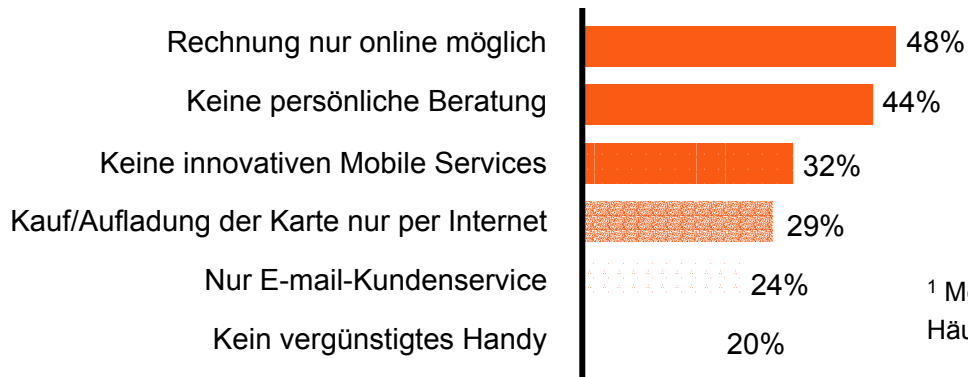 Rechnung nur online möglich 48%
Keine persönliche Beratung 44%
Keine innovativen Mobile Services 32%
Kauf/Aufladung der Karte nur per Internet 29%
Nur E-mail-Kundenservice 24%
Kein vergünstigtes Handy 20%
1